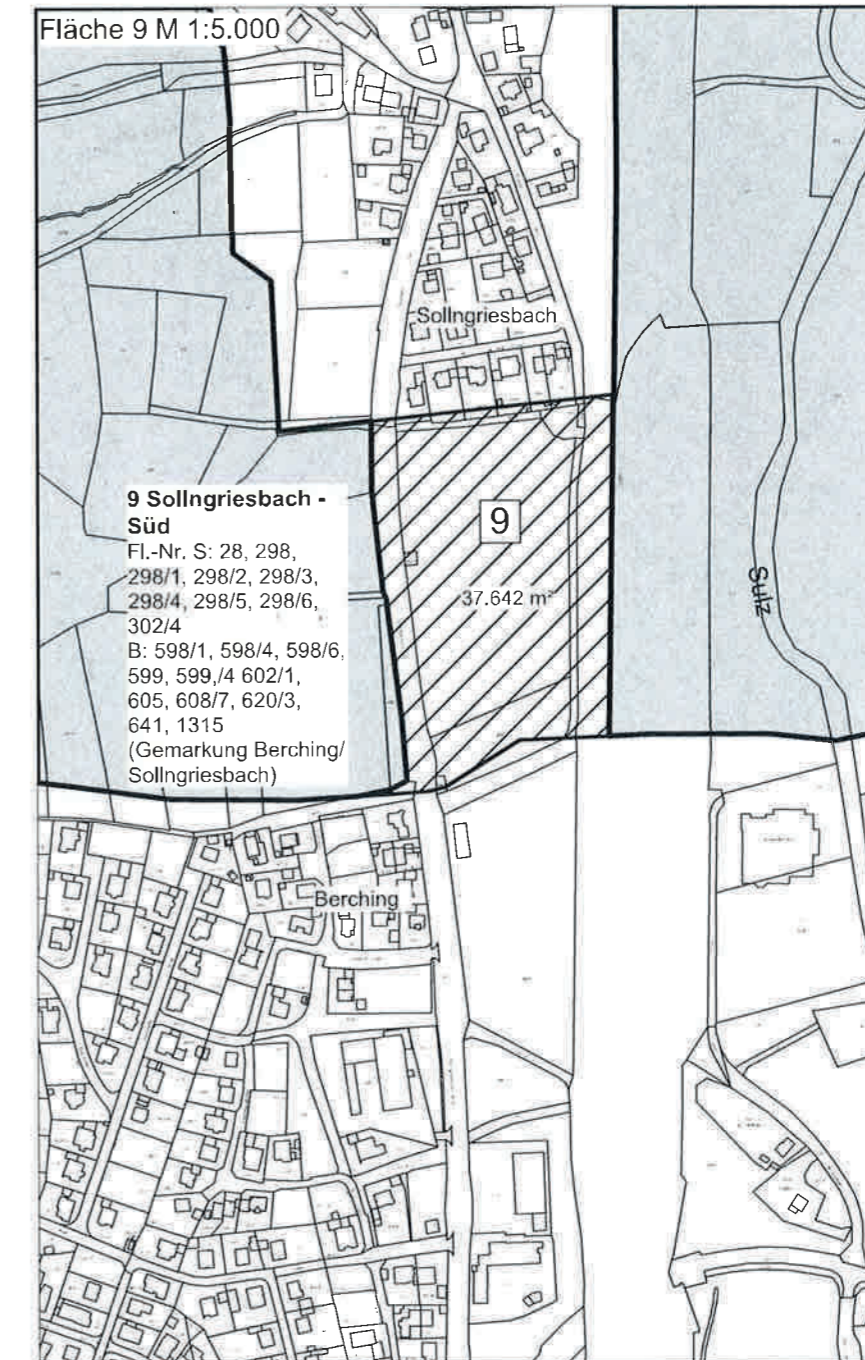 Fläche 9 M 1:5.000
Sollngriesbach
9 Sollngriesbach -
Süd
Fl.-Nr. S: 28, 298,
298/1, 298/2, 298/3,
298/4, 298/5, 298/6,
302/4
B: 598/1, 598/4, 598/6,
599, 599,/4 602/1,
605, 608/7, 620/3,
641, 1315
(Gemarkung Berching/
Sollngriesbach)
9
37.642 m²
Sulz
Berching